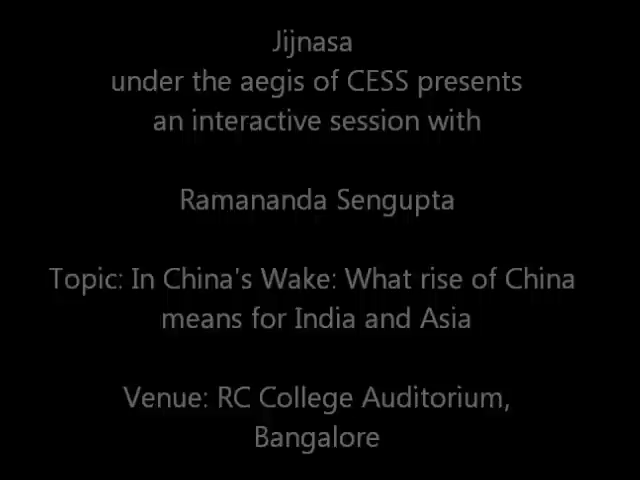 Jijnasa
under the aegis of CESS presents
an interactive session with
Ramananda Sengupta
Topic: In China's Wake: What rise of China
means for India and Asia
Venue: RC College Auditorium,
Bangalore